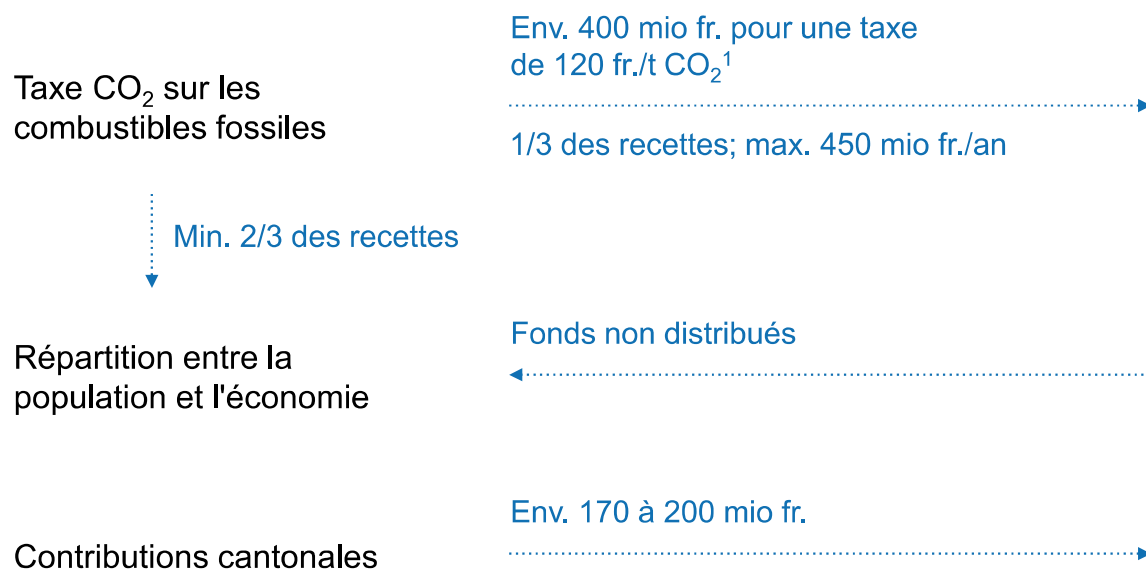 Env. 400 mio fr. pour une taxe
de 120 fr./t CO₂¹
Taxe CO₂ sur les
combustibles fossiles
1/3 des recettes; max. 450 mio fr./an
Min. 2/3 des recettes
Fonds non distribués
Répartition entre la
population et l'économie
Env. 170 à 200 mio fr.
Contributions cantonales